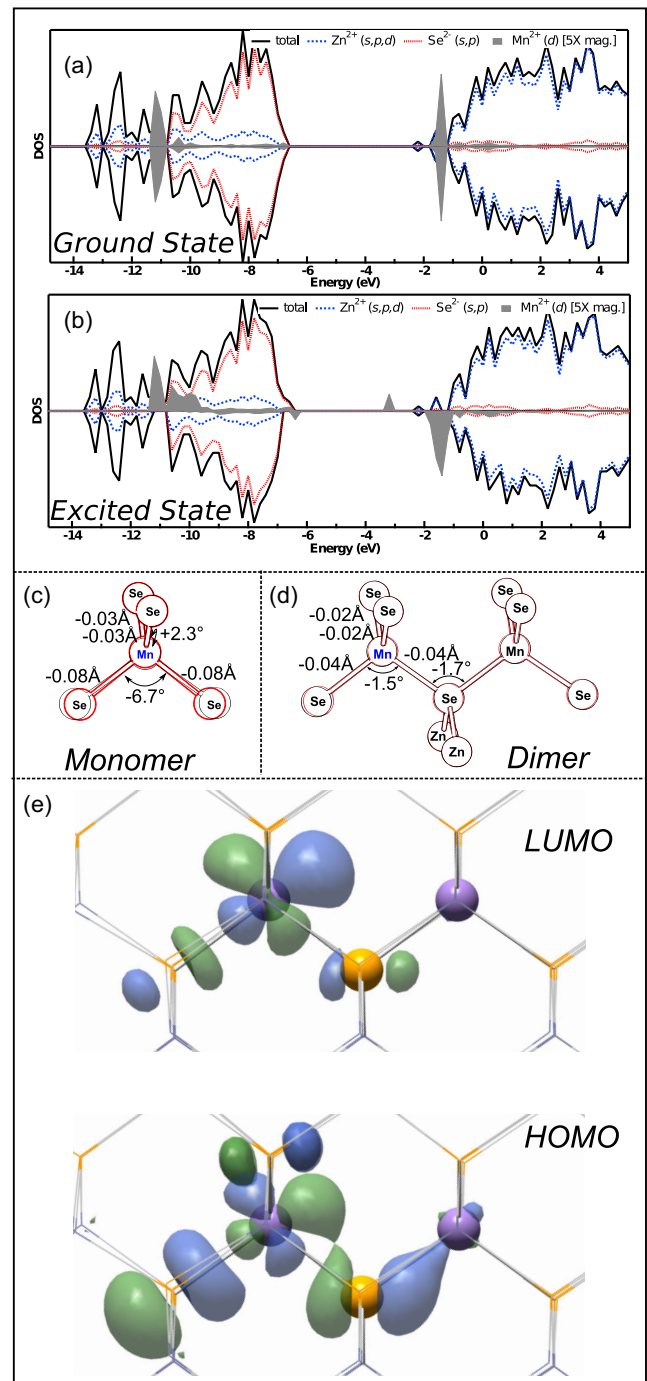 total Zn²⁺ (s,p,d) Se²⁻ (s,p) Mn²⁺ (d) [5X mag.]
(a)
DOS
Ground State
-14 -12 -10 -8 -6 -4 -2 0 2 4
Energy (eV)
total Zn²⁺ (s,p,d) Se²⁻ (s,p) Mn²⁺ (d) [5X mag.]
(b)
DOS
Excited State
-14 -12 -10 -8 -6 -4 -2 0 2 4
Energy (eV)
(c)
Se
Se
-0.03Å
-0.03Å
+2.3°
Mn
-0.08Å
-0.08Å
-6.7°
Se
Se
Monomer
(d)
Se
Se
-0.02Å
-0.02Å
Mn
-0.04Å
-0.04Å
-1.5°
-1.7°
Se
Se
Mn
Se
Se
Se
Zn
Zn
Dimer
(e)
LUMO
HOMO